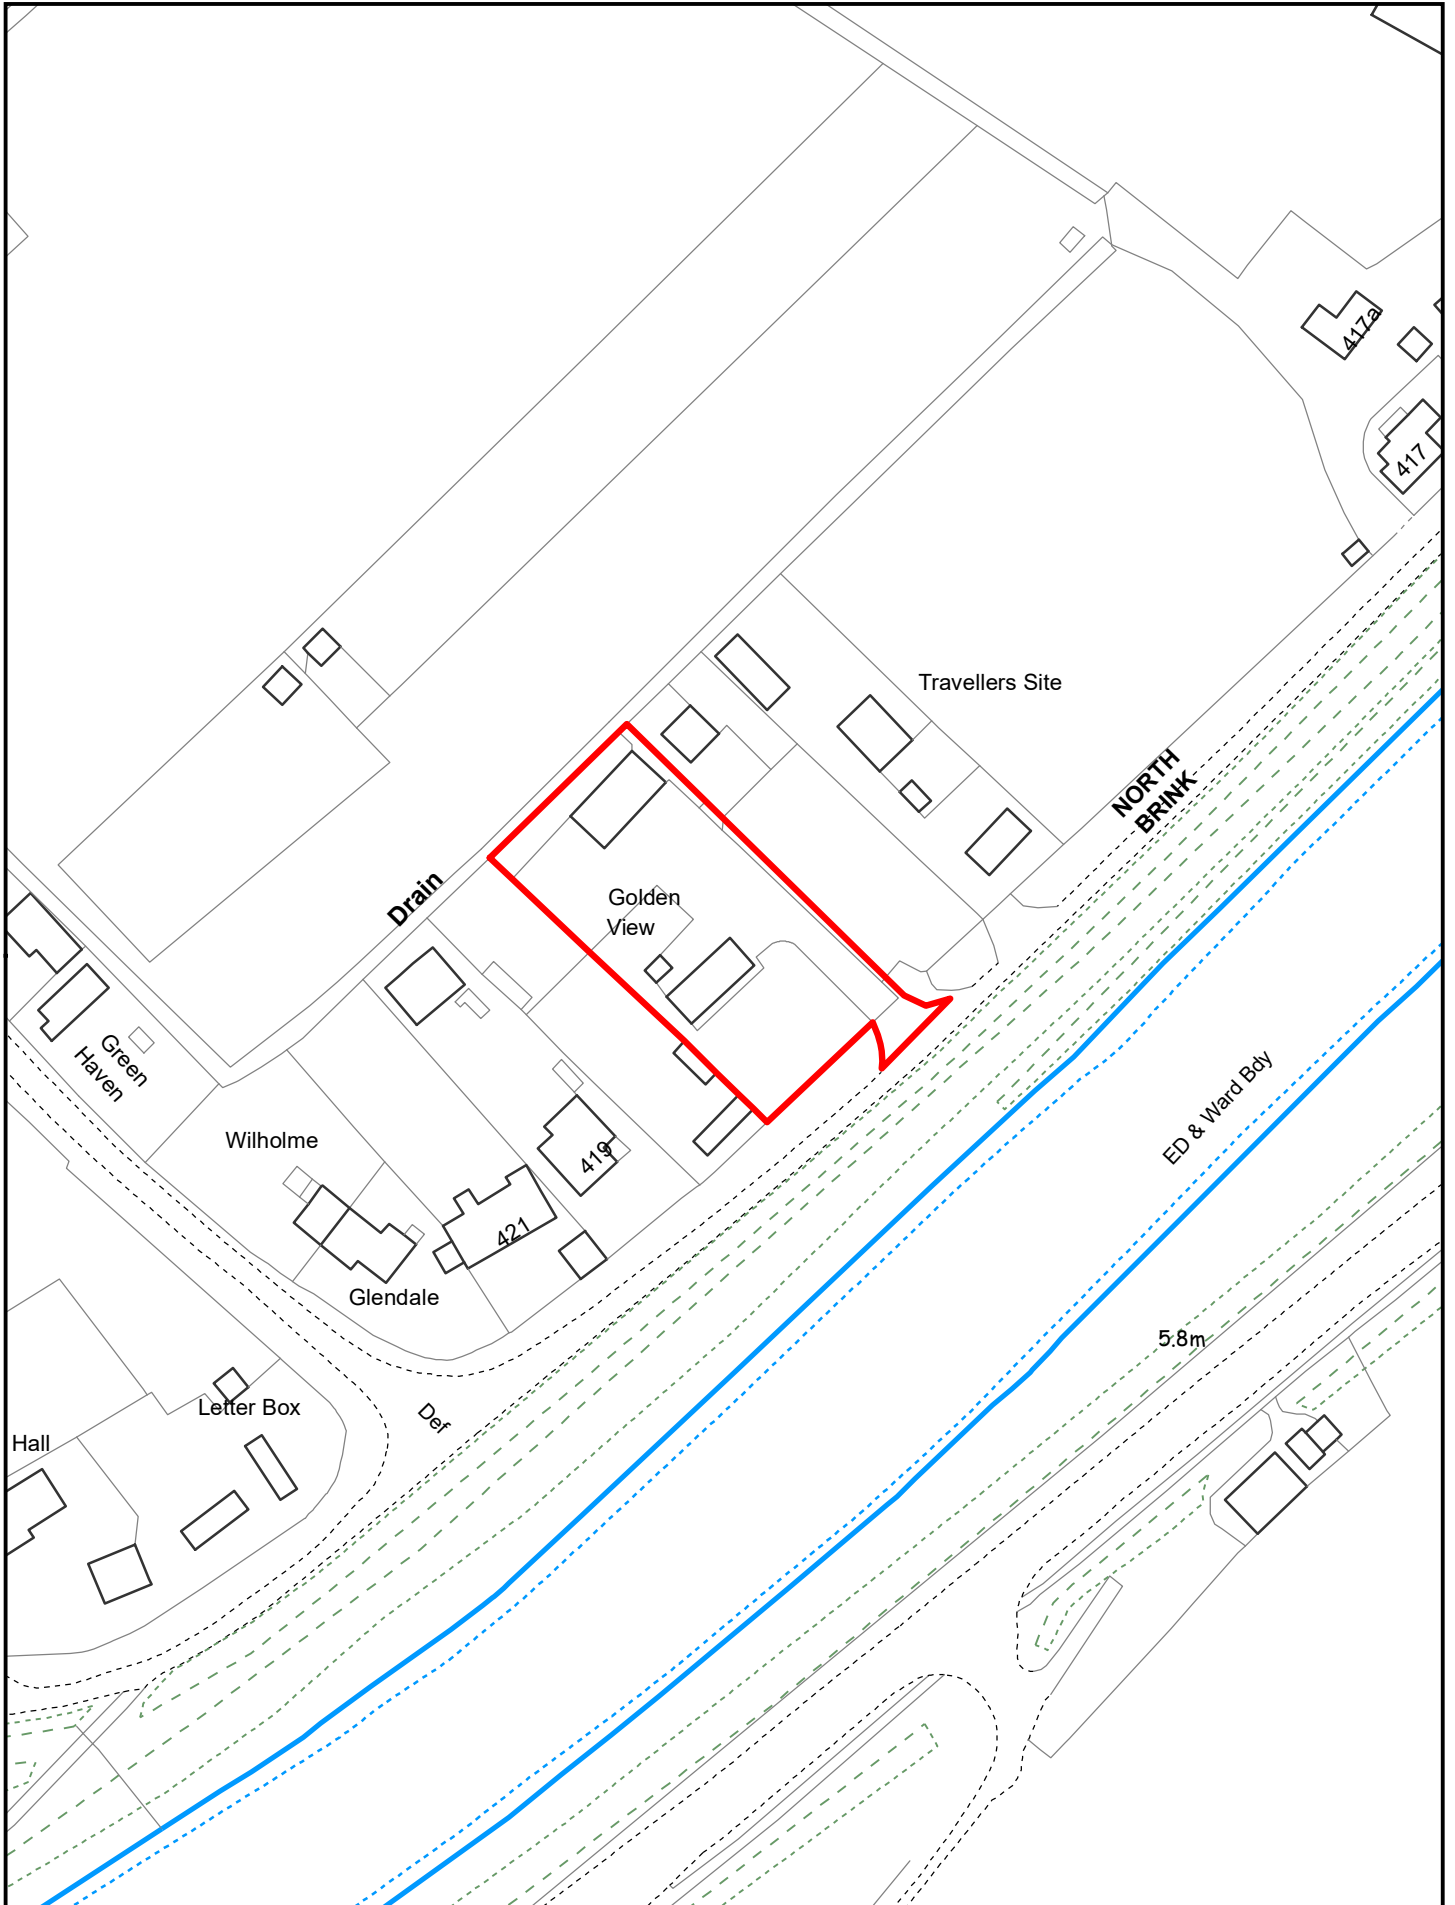 417a
417
Travellers Site
NORTH
BRINK
Drain
Golden
View
Green
Haven
ED & Ward Bdy
Wilholme
419
421
Glendale
5.8m
Letter Box
Def
Hall